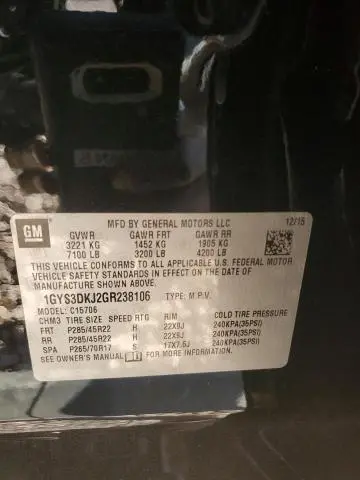 GM
MFD BY GENERAL MOTORS LLC 12/15
GVWR GAWR FRT GAWR RR
3221 KG 1452 KG 1905 KG
7100 LB 3200 LB 4200 LB
THIS VEHICLE CONFORMS TO ALL APPLICABLE U.S. FEDERAL MOTOR
VEHICLE SAFETY STANDARDS IN EFFECT ON THE DATE OF
MANUFACTURE SHOWN ABOVE.
1GYS3DKJ2GR238106 TYPE: M.P.V.
MODEL: C15706
CHM3 TIRE SIZE SPEED RTG RIM COLD TIRE PRESSURE
FRT P285/45R22 H 22X9J 240KPA(35PSI)
RR P285/45R22 H 22X9J 240KPA(35PSI)
SPA P265/70R17 S 17X7.5J 240KPA(35PSI)
SEE OWNER'S MANUAL FOR MORE INFORMATION.